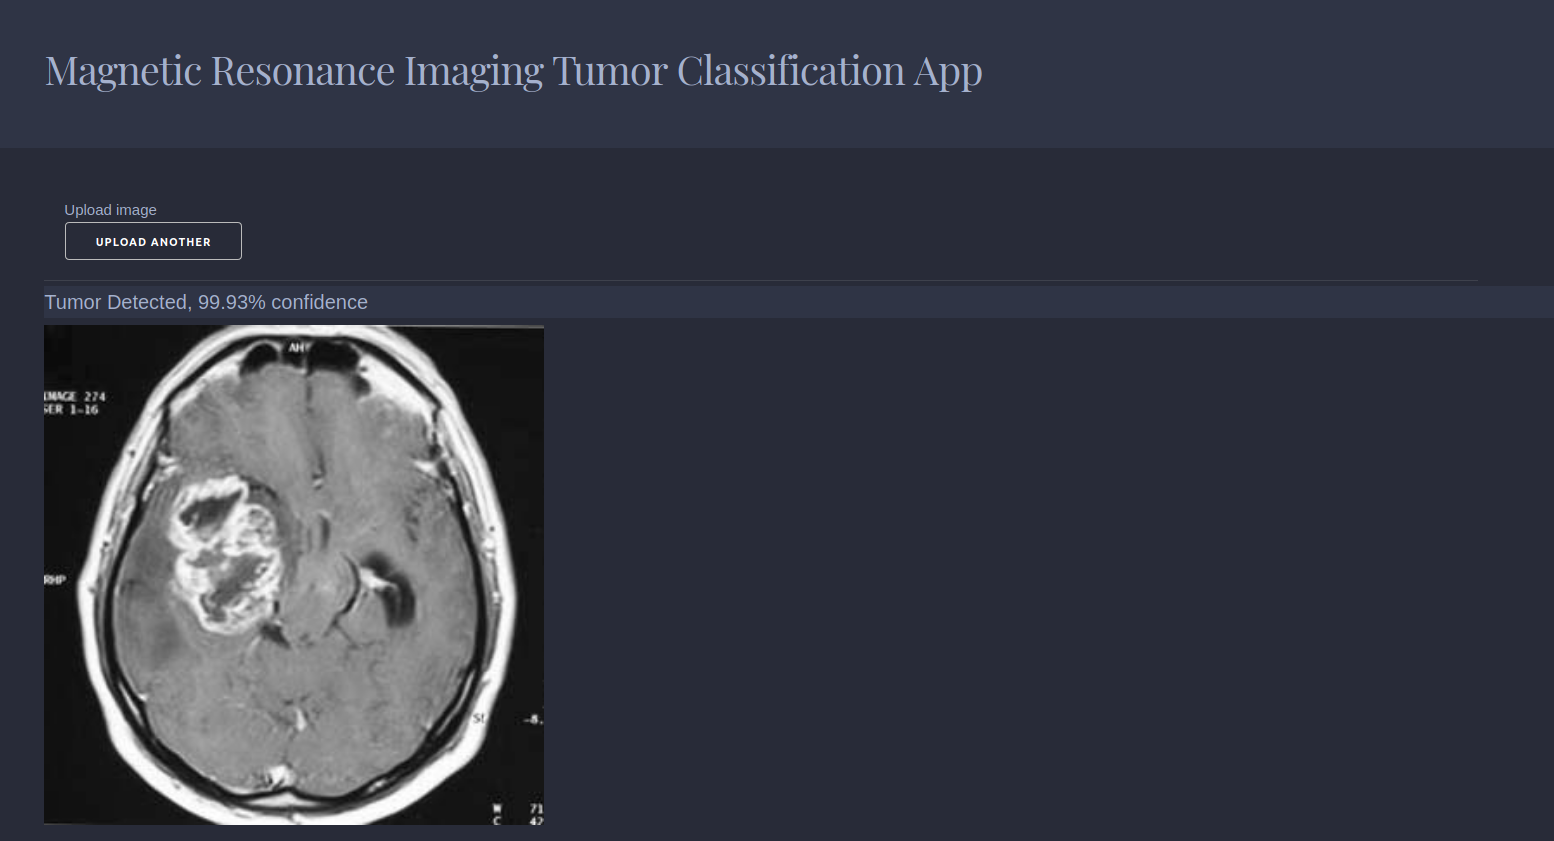 Magnetic Resonance Imaging Tumor Classification App
Upload image
UPLOAD ANOTHER
Tumor Detected, 99.93% confidence
IMAGE 274
SER 1-16
RHP
SL -8.
W 71
C 42